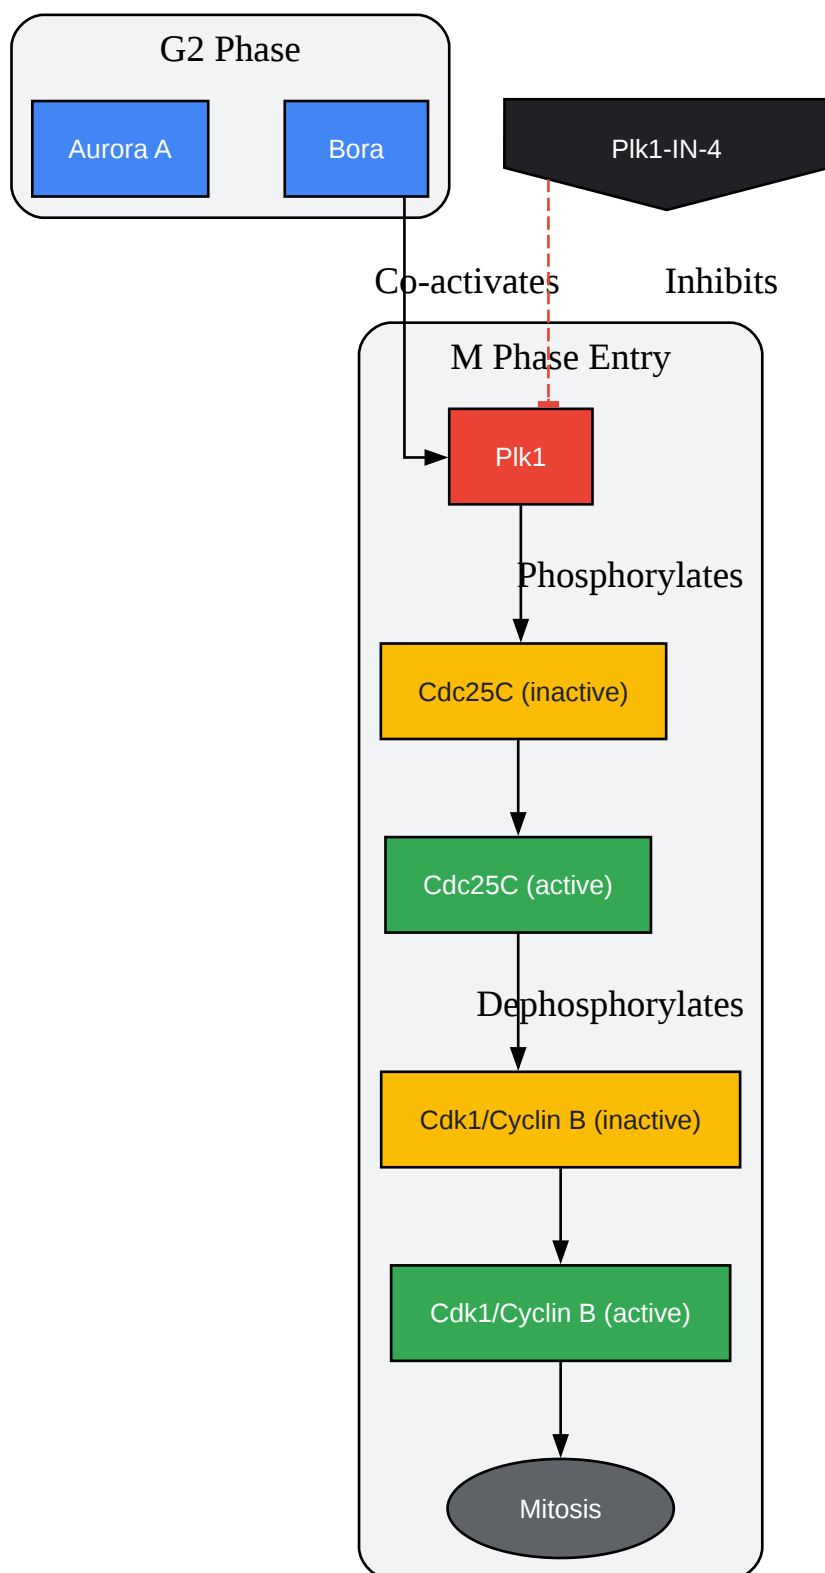 G2 Phase
Aurora A
Bora
Plk1-IN-4
Co-activates
Inhibits
M Phase Entry
Plk1
Phosphorylates
Cdc25C (inactive)
Cdc25C (active)
Dephosphorylates
Cdk1/Cyclin B (inactive)
Cdk1/Cyclin B (active)
Mitosis